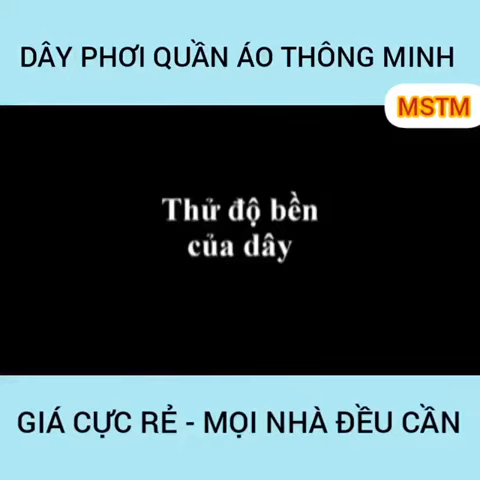 DÂY PHƠI QUẦN ÁO THÔNG MINH
MSTM
Thử độ bền
của dây
GIÁ CỰC RẺ - MỌI NHÀ ĐỀU CẦN